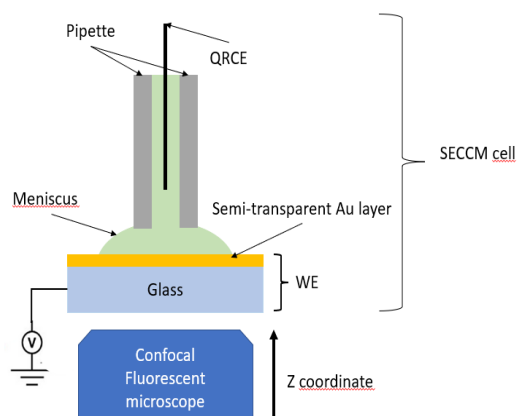 Pipette
QRCE
SECCM cell
Meniscus
Semi-transparent Au layer
Glass
WE
V
Confocal
Fluorescent
microscope
Z coordinate